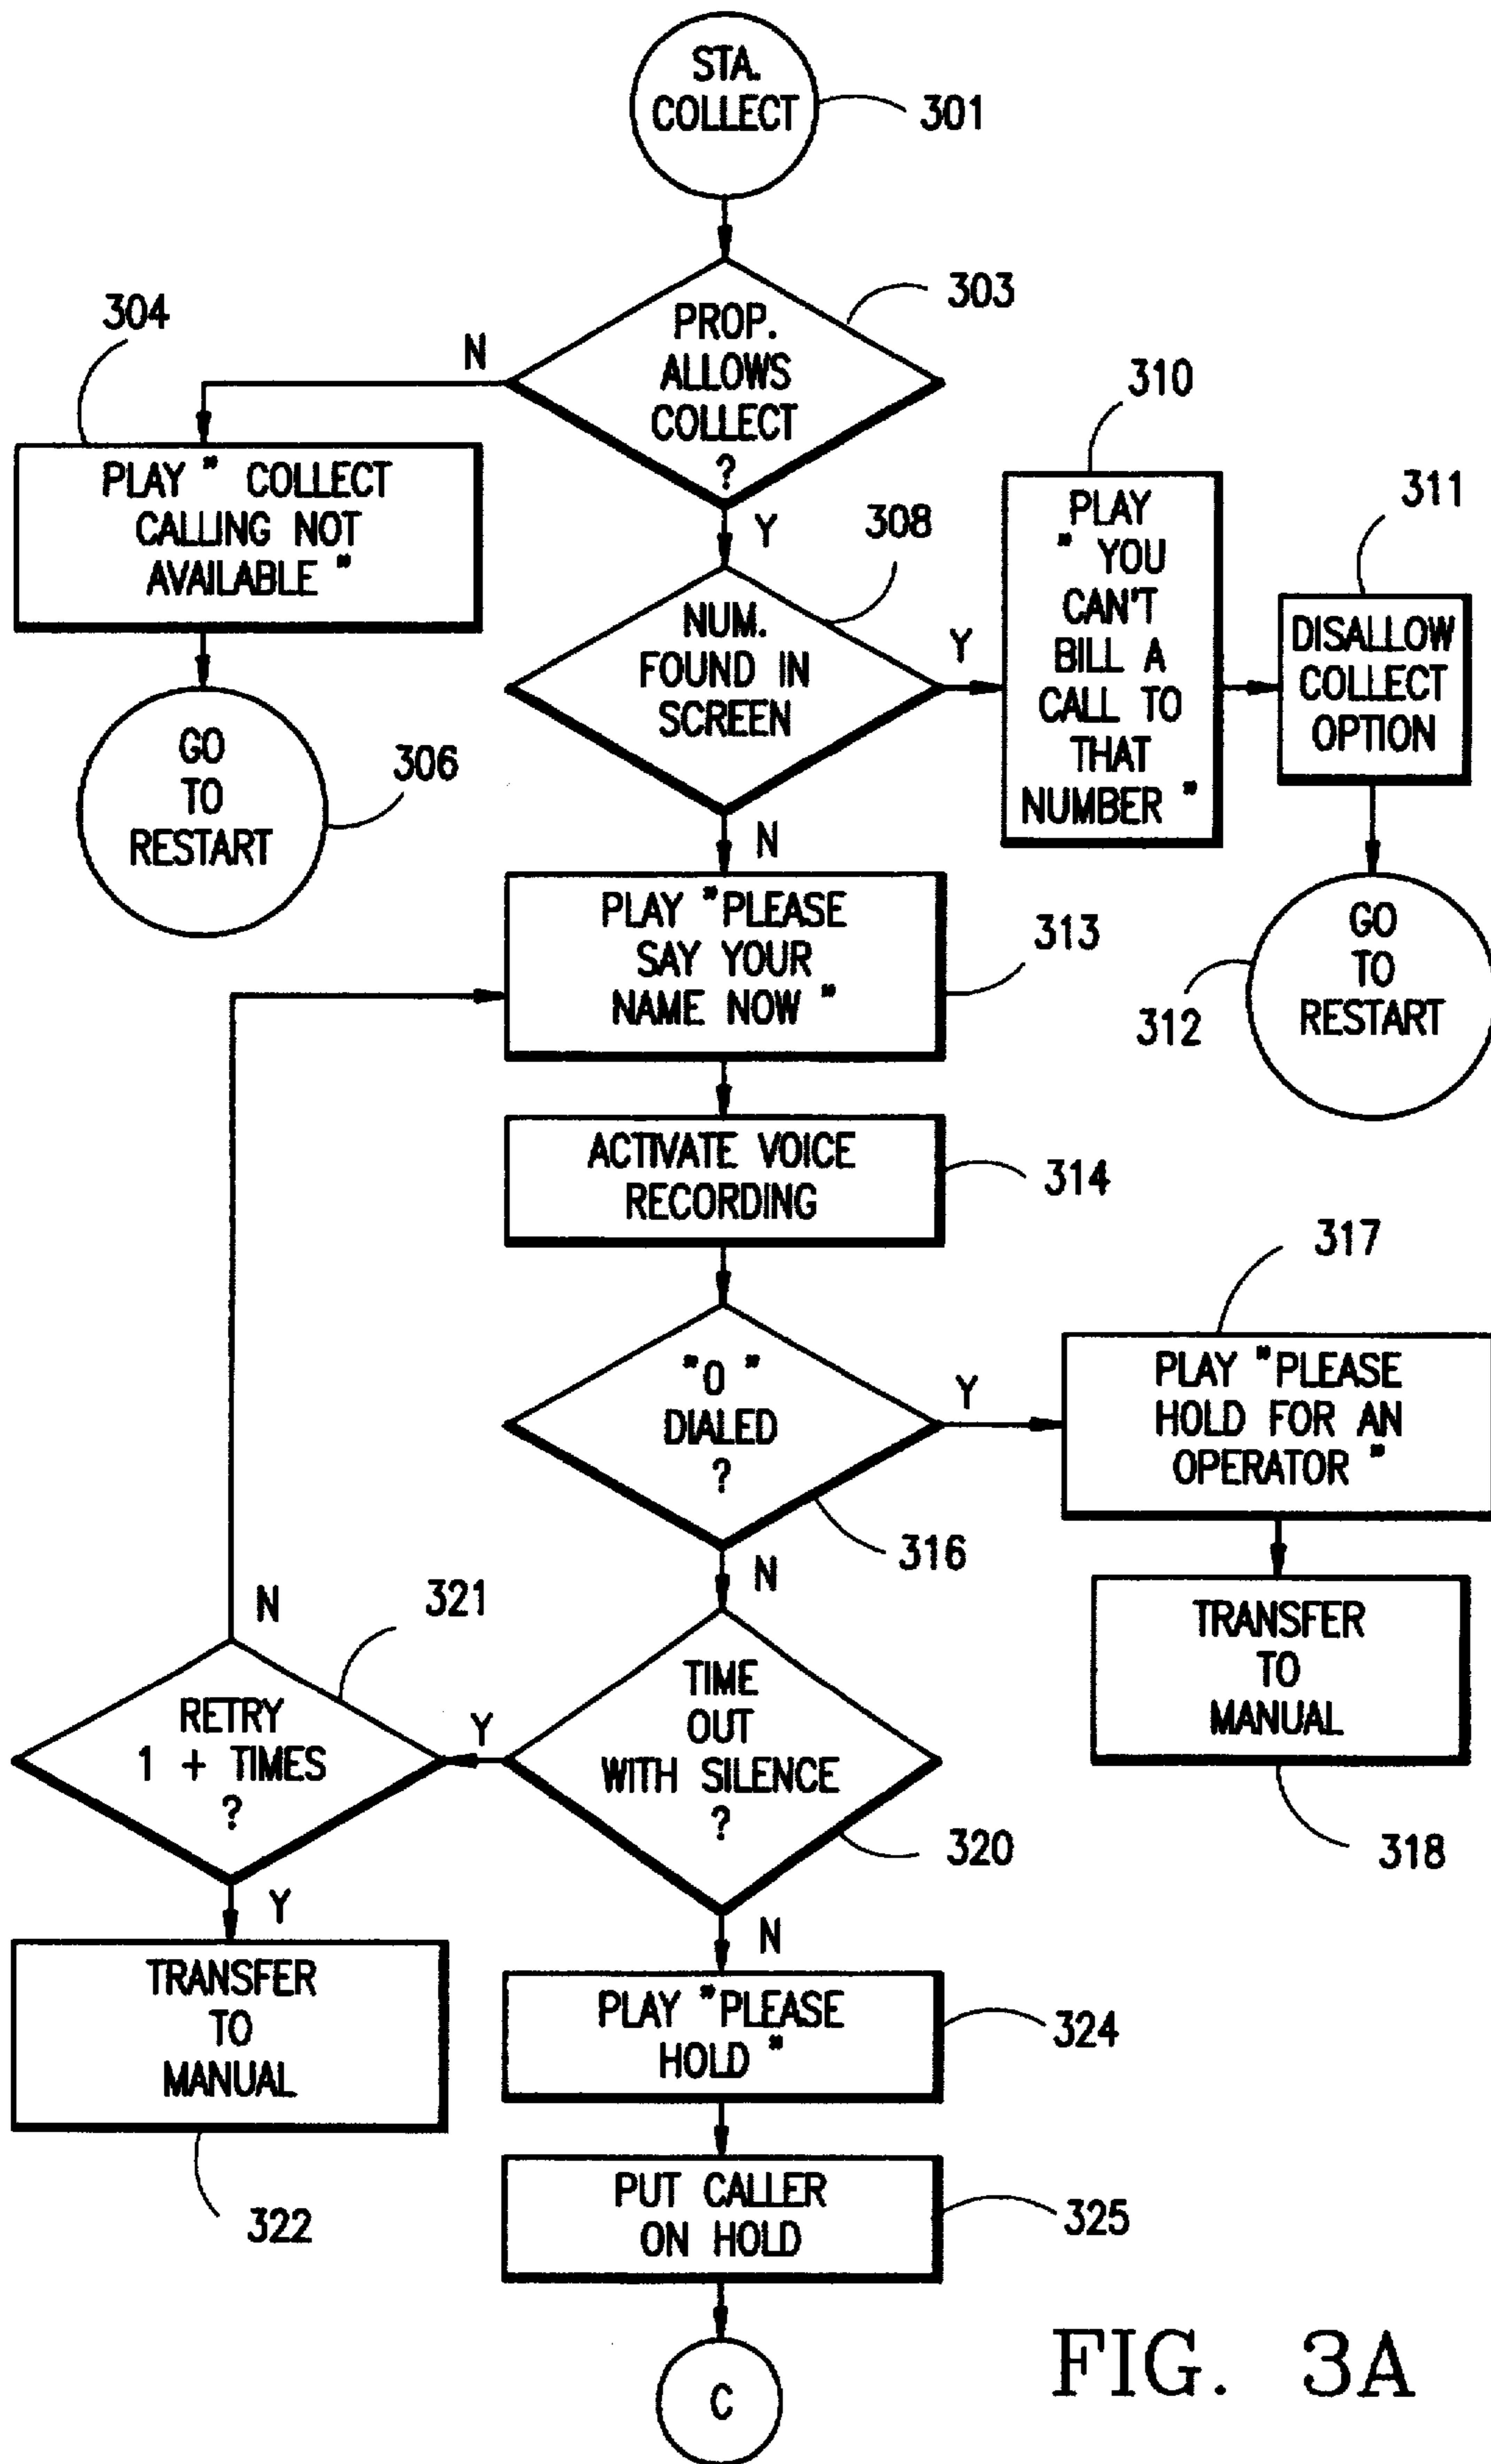 STA.
COLLECT
301
303
PROP.
ALLOWS
COLLECT
?
N
Y
304
PLAY " COLLECT
CALLING NOT
AVAILABLE "
GO
TO
RESTART
306
308
NUM.
FOUND IN
SCREEN
Y
N
310
PLAY
" YOU
CAN'T
BILL A
CALL TO
THAT
NUMBER "
311
DISALLOW
COLLECT
OPTION
GO
TO
RESTART
312
PLAY "PLEASE
SAY YOUR
NAME NOW "
313
ACTIVATE VOICE
RECORDING
314
"0 "
DIALED
?
Y
N
316
317
PLAY "PLEASE
HOLD FOR AN
OPERATOR "
TRANSFER
TO
MANUAL
318
TIME
OUT
WITH SILENCE
?
Y
N
320
321
N
RETRY
1 + TIMES
?
Y
TRANSFER
TO
MANUAL
322
PLAY "PLEASE
HOLD "
324
PUT CALLER
ON HOLD
325
C
FIG. 3A